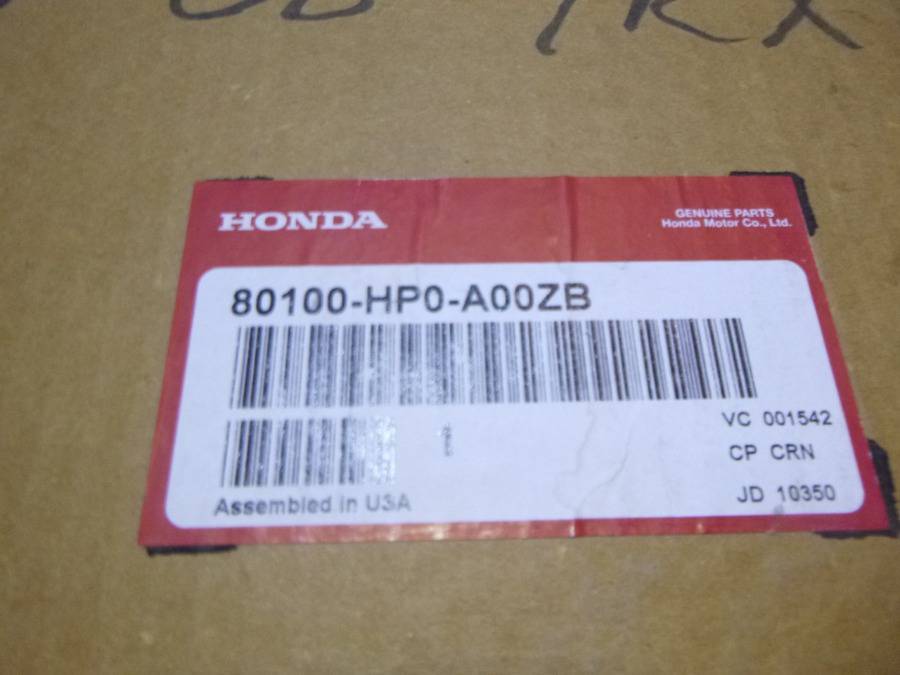 TRX
HONDA
GENUINE PARTS
Honda Motor Co., Ltd.
80100-HP0-A00ZB
VC 001542
CP CRN
JD 10350
Assembled in USA